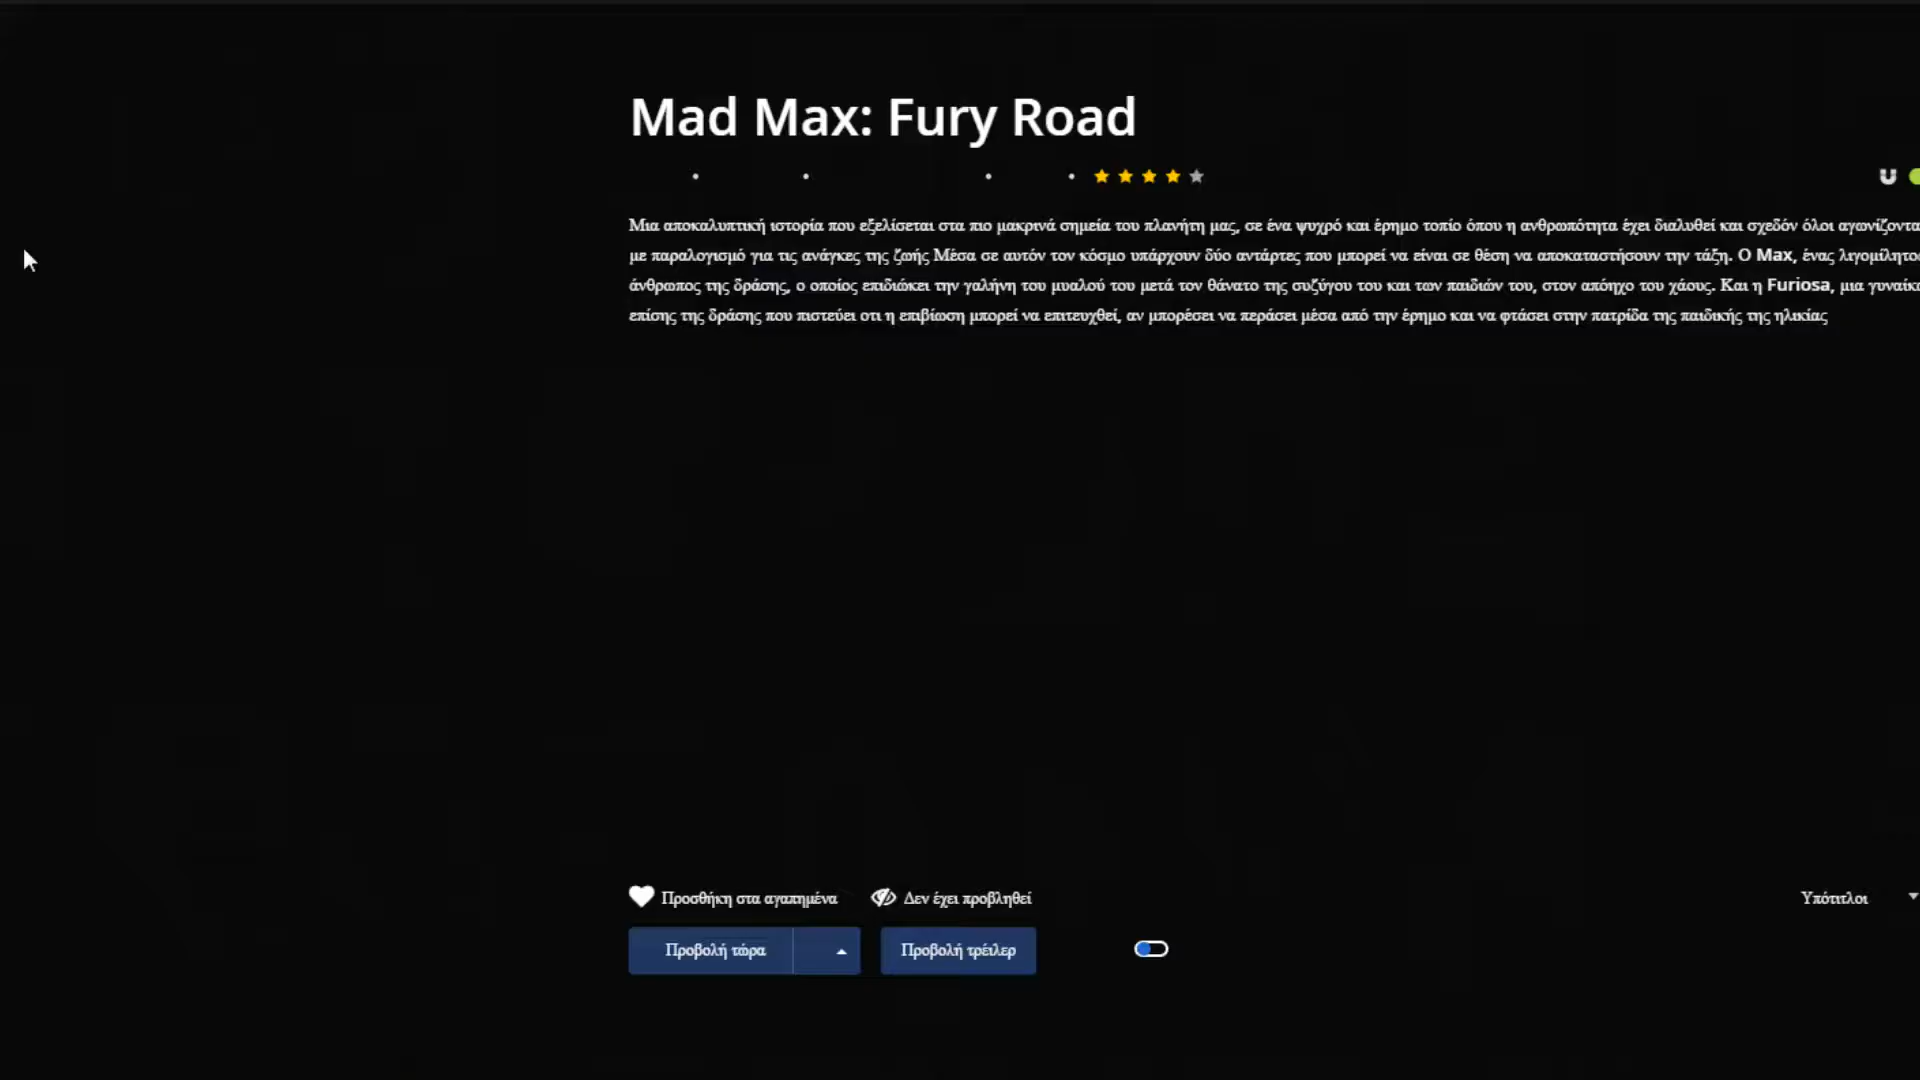 Mad Max: Fury Road
Μια αποκαλυπτική ιστορία που εξελίσεται στα πιο μακρινά σημεία του πλανήτη μας, σε ένα ψυχρό και έρημο τοπίο όπου η ανθρωπότητα έχει διαλυθεί και σχεδόν όλοι αγωνίζοντα
με παραλογισμό για τις ανάγκες της ζωής Μέσα σε αυτόν τον κόσμο υπάρχουν δύο αντάρτες που μπορεί να είναι σε θέση να αποκαταστήσουν την τάξη. Ο Max, ένας λιγομίλητο
άνθρωπος της δράσης, ο οποίος επιδιώκει την γαλήνη του μυαλού του μετά τον θάνατο της συζύγου του και των παιδιών του, στον απόηχο του χάους. Και η Furiosa, μια γυναίκα
επίσης της δράσης που πιστεύει οτι η επιβίωση μπορεί να επιτευχθεί, αν μπορέσει να περάσει μέσα από την έρημο και να φτάσει στην πατρίδα της παιδικής της ηλικίας
Προσθήκη στα αγαπημένα Δεν έχει προβληθεί Υπότιτλοι
Προβολή τώρα Προβολή τρέιλερ